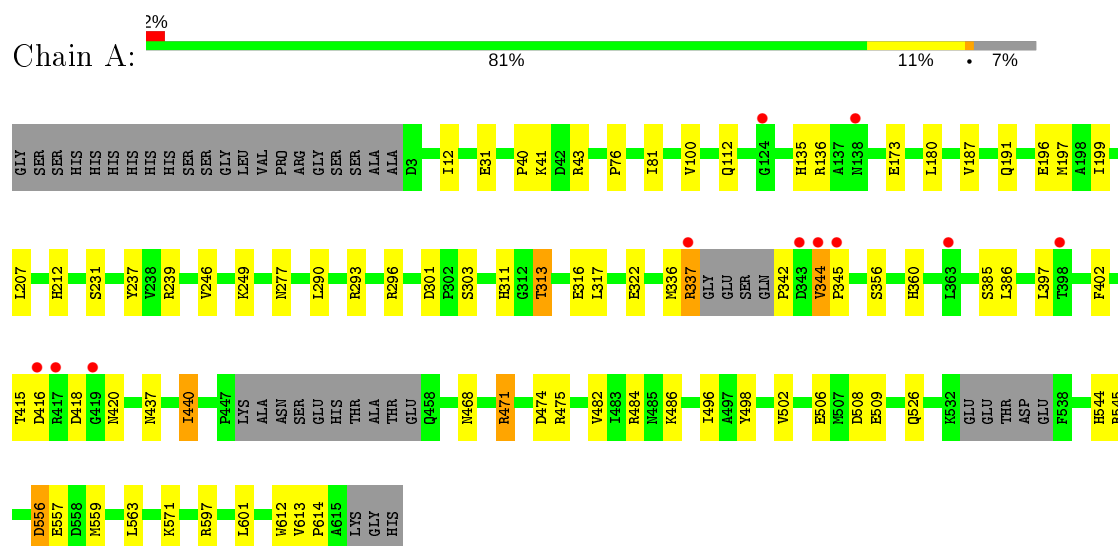 2%
Chain A:
81% 11% • 7%
GLY SER SER HIS HIS HIS HIS HIS HIS SER SER GLY LEU VAL PRO ARG GLY SER SER ALA ALA D3 I12 E31 P40 K41 D42 R43 P76 I81 V100 Q112 G124 H135 R136 A137 N138 E173 L180 V187 Q191 E196 M197 A198 I199
L207 H212 S231 Y237 V238 R239 V246 K249 N277 L290 R293 R296 D301 P302 S303 H311 G312 T313 E316 L317 E322 M336 R337 GLY GLU SER GLN P342 D343 V344 P345 S356 H360 L363 S385 L386 L397 T398 F402
T415 D416 R417 D418 G419 N420 N437 I440 P447 LYS ALA ASN SER GLU HIS THR ALA THR GLU Q458 N468 R471 D474 R475 V482 I483 R484 N485 K486 I496 A497 Y498 V502 E506 M507 D508 E509 Q526 K532 GLU GLU THR ASP GLU F538 H544
D556 E557 D558 M559 L563 K571 R597 L601 W612 V613 P614 A615 LYS GLY HIS